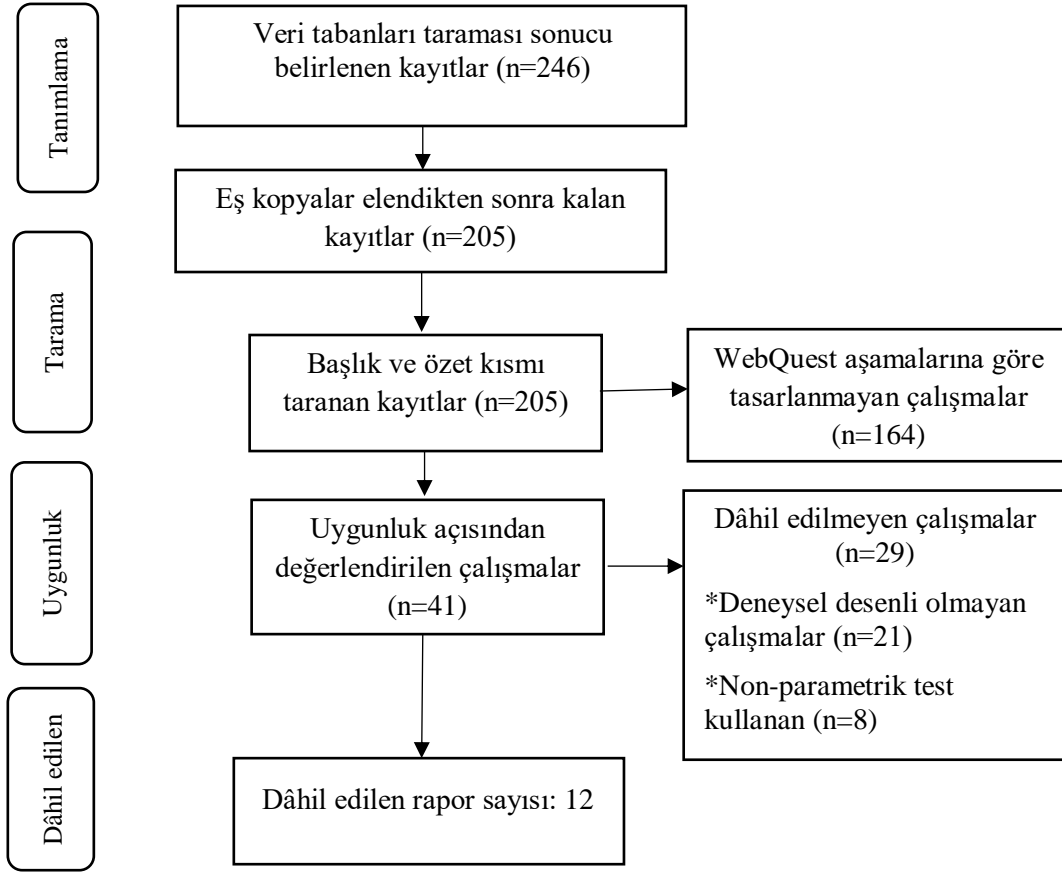 Tanımlama
Veri tabanları taraması sonucu
belirlenen kayıtlar (n=246)
Eş kopyalar elendikten sonra kalan
kayıtlar (n=205)
Tarama
Başlık ve özet kısmı
taranan kayıtlar (n=205)
WebQuest aşamalarına göre
tasarlanmayan çalışmalar
(n=164)
Uygunluk
Uygunluk açısından
değerlendirilen çalışmalar
(n=41)
Dâhil edilmeyen çalışmalar
(n=29)
*Deneysel desenli olmayan
çalışmalar (n=21)
*Non-parametrik test
kullanan (n=8)
Dâhil edilen
Dâhil edilen rapor sayısı: 12